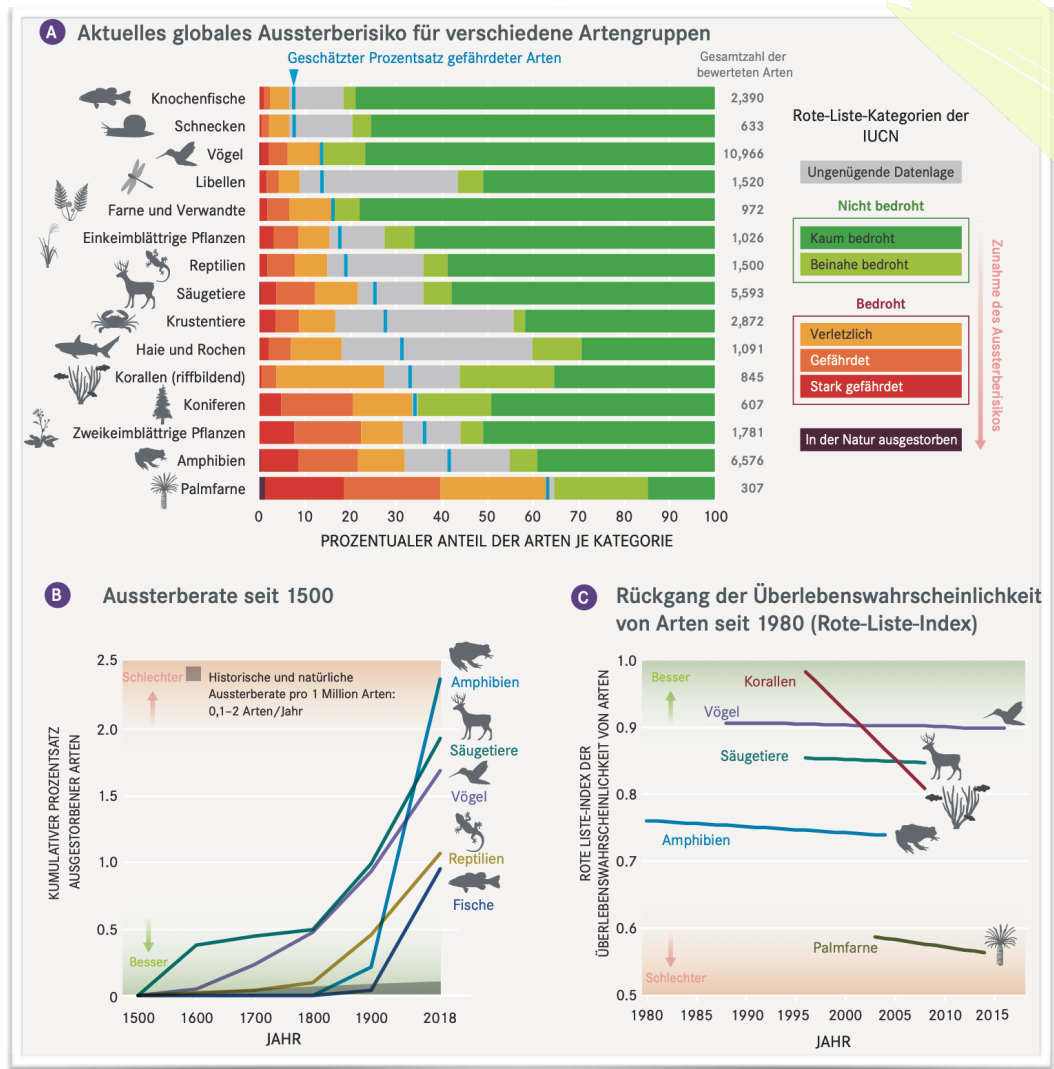 A Aktuelles globales Aussterberisiko für verschiedene Artengruppen
Geschätzter Prozentsatz gefährdeter Arten
Gesamtzahl der
bewerteten Arten
Knochenfische 2,390
Schnecken 633
Vögel 10,966
Libellen 1,520
Farne und Verwandte 972
Einkeimblättrige Pflanzen 1,026
Reptilien 1,500
Säugetiere 5,593
Krustentiere 2,872
Haie und Rochen 1,091
Korallen (riffbildend) 845
Koniferen 607
Zweikeimblättrige Pflanzen 1,781
Amphibien 6,576
Palmfarne 307
0 10 20 30 40 50 60 70 80 90 100
PROZENTUALER ANTEIL DER ARTEN JE KATEGORIE
Rote-Liste-Kategorien der
IUCN
Ungenügende Datenlage
Nicht bedroht
Kaum bedroht
Beinahe bedroht
Bedroht
Verletzlich
Gefährdet
Stark gefährdet
In der Natur ausgestorben
Zunahme des Aussterberisikos
B Aussterberate seit 1500
2.5
2.0
1.5
1.0
0.5
0
KUMULATIVER PROZENTSATZ
AUSGESTORBENER ARTEN
Schlechter
Historische und natürliche
Aussterberate pro 1 Million Arten:
0,1–2 Arten/Jahr
Amphibien
Säugetiere
Vögel
Reptilien
Fische
Besser
1500 1600 1700 1800 1900 2018
JAHR
C Rückgang der Überlebenswahrscheinlichkeit
von Arten seit 1980 (Rote-Liste-Index)
1.0
0.9
0.8
0.7
0.6
0.5
ROTE LISTE-INDEX DER
ÜBERLEBENSWAHRSCHEINLICHKEIT VON ARTEN
Besser
Korallen
Vögel
Säugetiere
Amphibien
Palmfarne
Schlechter
1980 1985 1990 1995 2000 2005 2010 2015
JAHR